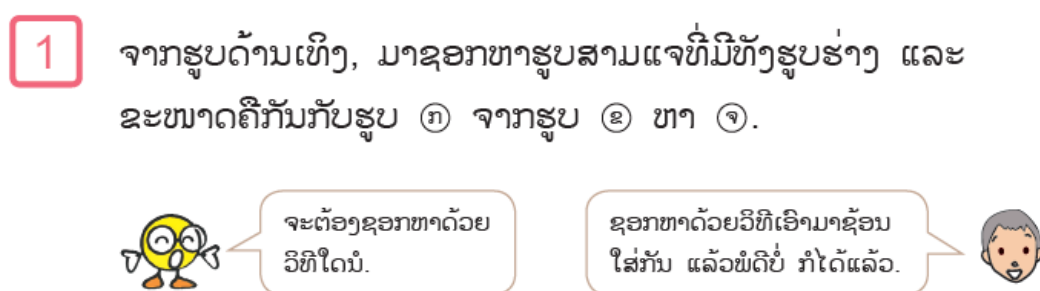 1 ຈາກຮູບດ້ານເທິງ, ມາຊອກຫາຮູບສາມແຈທີ່ມີທັງຮູບຮ່າງ ແລະ
ຂະໜາດຄືກັນກັບຮູບ ⓝ ຈາກຮູບ ⓔ ຫາ ⓠ.
ຈະຕ້ອງຊອກຫາດ້ວຍ
ວິທີໃດນໍ.
ຊອກຫາດ້ວຍວິທີເອົາມາຊ້ອນ
ໃສ່ກັນ ແລ້ວພໍດີບໍ່ ກໍໄດ້ແລ້ວ.